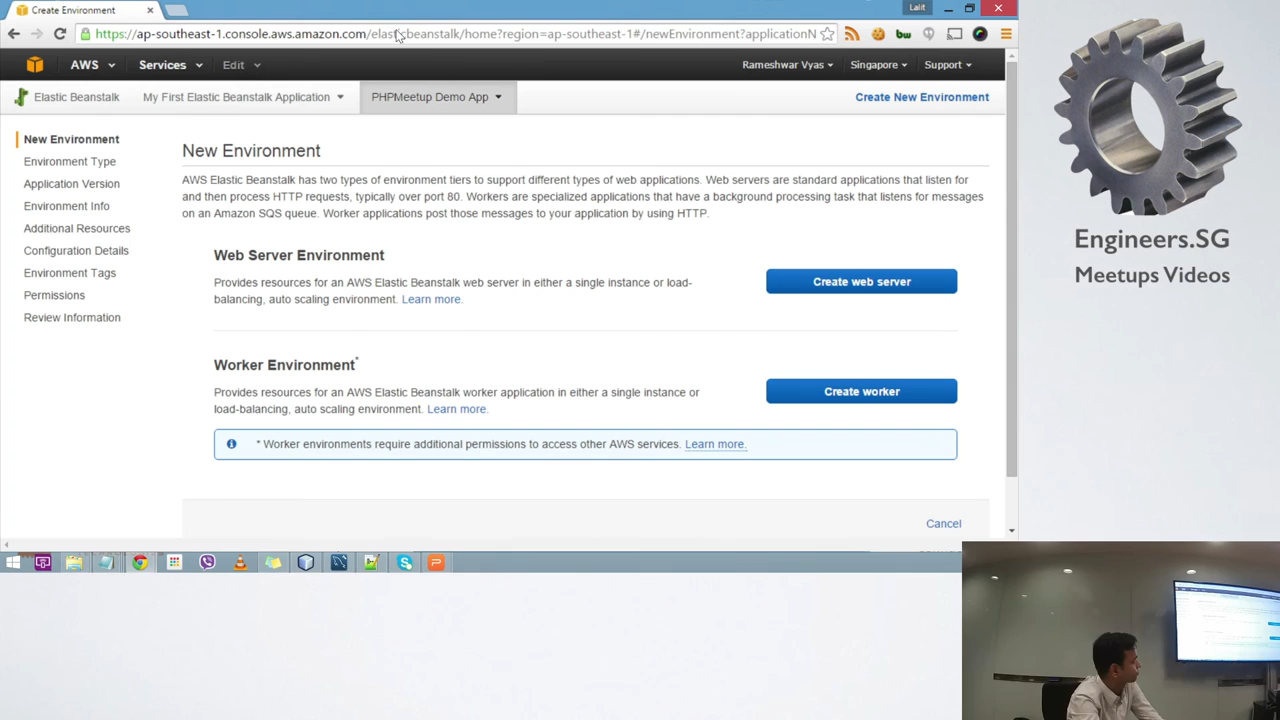 Create Environment
Lalit
https://ap-southeast-1.console.aws.amazon.com/elasticbeanstalk/home?region=ap-southeast-1#/newEnvironment?applicationN
bw
AWS Services Edit Rameshwar Vyas Singapore Support
Elastic Beanstalk My First Elastic Beanstalk Application PHPMeetup Demo App Create New Environment
New Environment
Environment Type
Application Version
Environment Info
Additional Resources
Configuration Details
Environment Tags
Permissions
Review Information
New Environment
AWS Elastic Beanstalk has two types of environment tiers to support different types of web applications. Web servers are standard applications that listen for
and then process HTTP requests, typically over port 80. Workers are specialized applications that have a background processing task that listens for messages
on an Amazon SQS queue. Worker applications post those messages to your application by using HTTP.
Web Server Environment
Provides resources for an AWS Elastic Beanstalk web server in either a single instance or load-
balancing, auto scaling environment. Learn more.
Create web server
Worker Environment*
Provides resources for an AWS Elastic Beanstalk worker application in either a single instance or
load-balancing, auto scaling environment. Learn more.
Create worker
* Worker environments require additional permissions to access other AWS services. Learn more.
Cancel
Engineers.SG
Meetups Videos